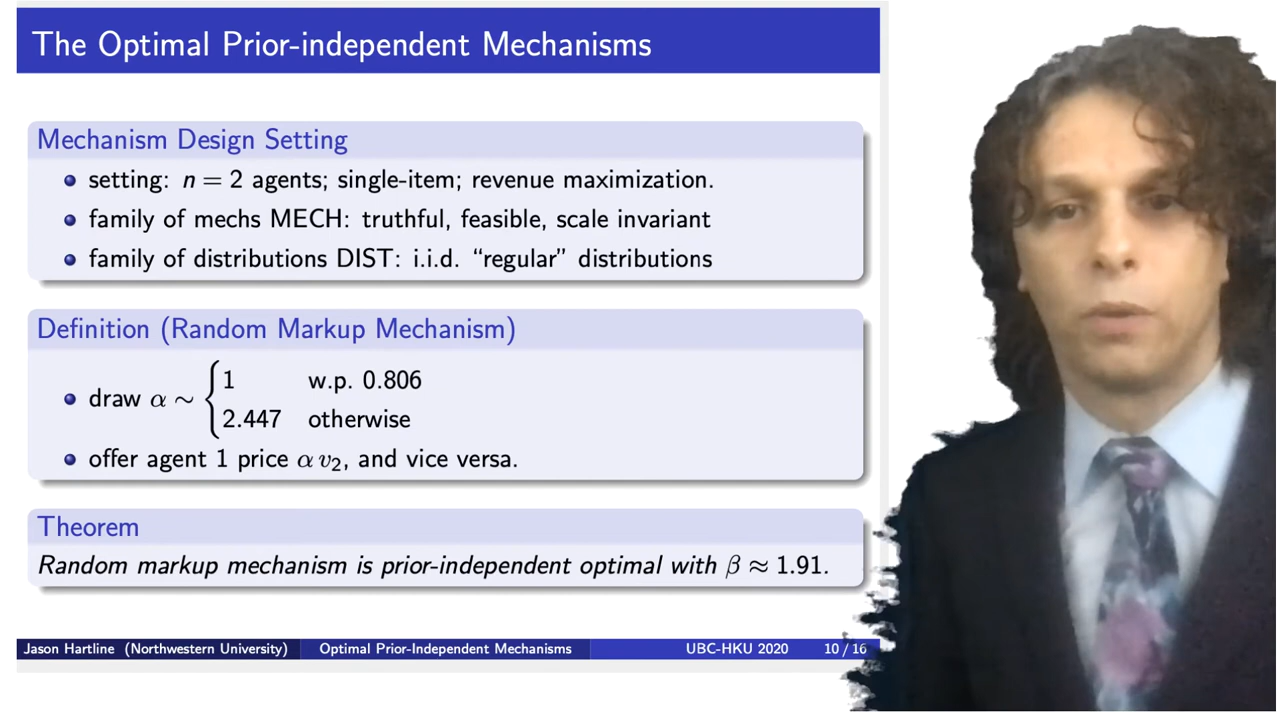 The Optimal Prior-independent Mechanisms
Mechanism Design Setting
setting: n = 2 agents; single-item; revenue maximization.
family of mechs MECH: truthful, feasible, scale invariant
family of distributions DIST: i.i.d. “regular” distributions
Definition (Random Markup Mechanism)
draw α ∼ { 1 w.p. 0.806
2.447 otherwise
offer agent 1 price α v₂, and vice versa.
Theorem
Random markup mechanism is prior-independent optimal with β ≈ 1.91.
Jason Hartline (Northwestern University) Optimal Prior-Independent Mechanisms UBC-HKU 2020 10 / 16